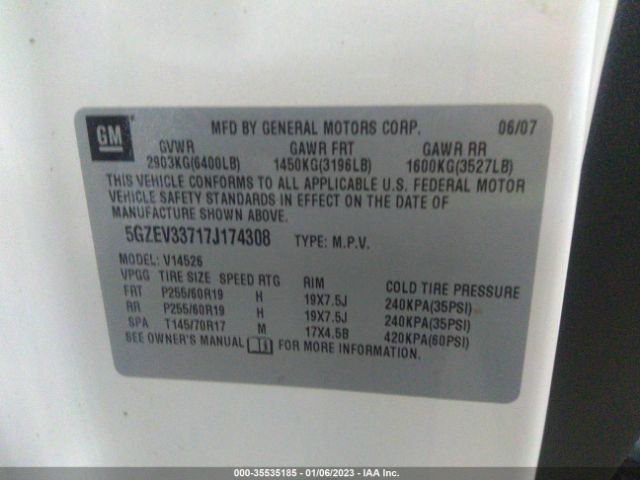 GM
MFD BY GENERAL MOTORS CORP. 06/07
GVWR GAWR FRT GAWR RR
2903KG(6400LB) 1450KG(3196LB) 1600KG(3527LB)
THIS VEHICLE CONFORMS TO ALL APPLICABLE U.S. FEDERAL MOTOR
VEHICLE SAFETY STANDARDS IN EFFECT ON THE DATE OF
MANUFACTURE SHOWN ABOVE.
5GZEV33717J174308 TYPE: M.P.V.
MODEL: V14526
VPGG TIRE SIZE SPEED RTG RIM COLD TIRE PRESSURE
FRT P255/60R19 H 19X7.5J 240KPA(35PSI)
RR P255/60R19 H 19X7.5J 240KPA(35PSI)
SPA T145/70R17 M 17X4.5B 420KPA(60PSI)
SEE OWNER'S MANUAL FOR MORE INFORMATION.
000-35535185 - 01/06/2023 - IAA Inc.